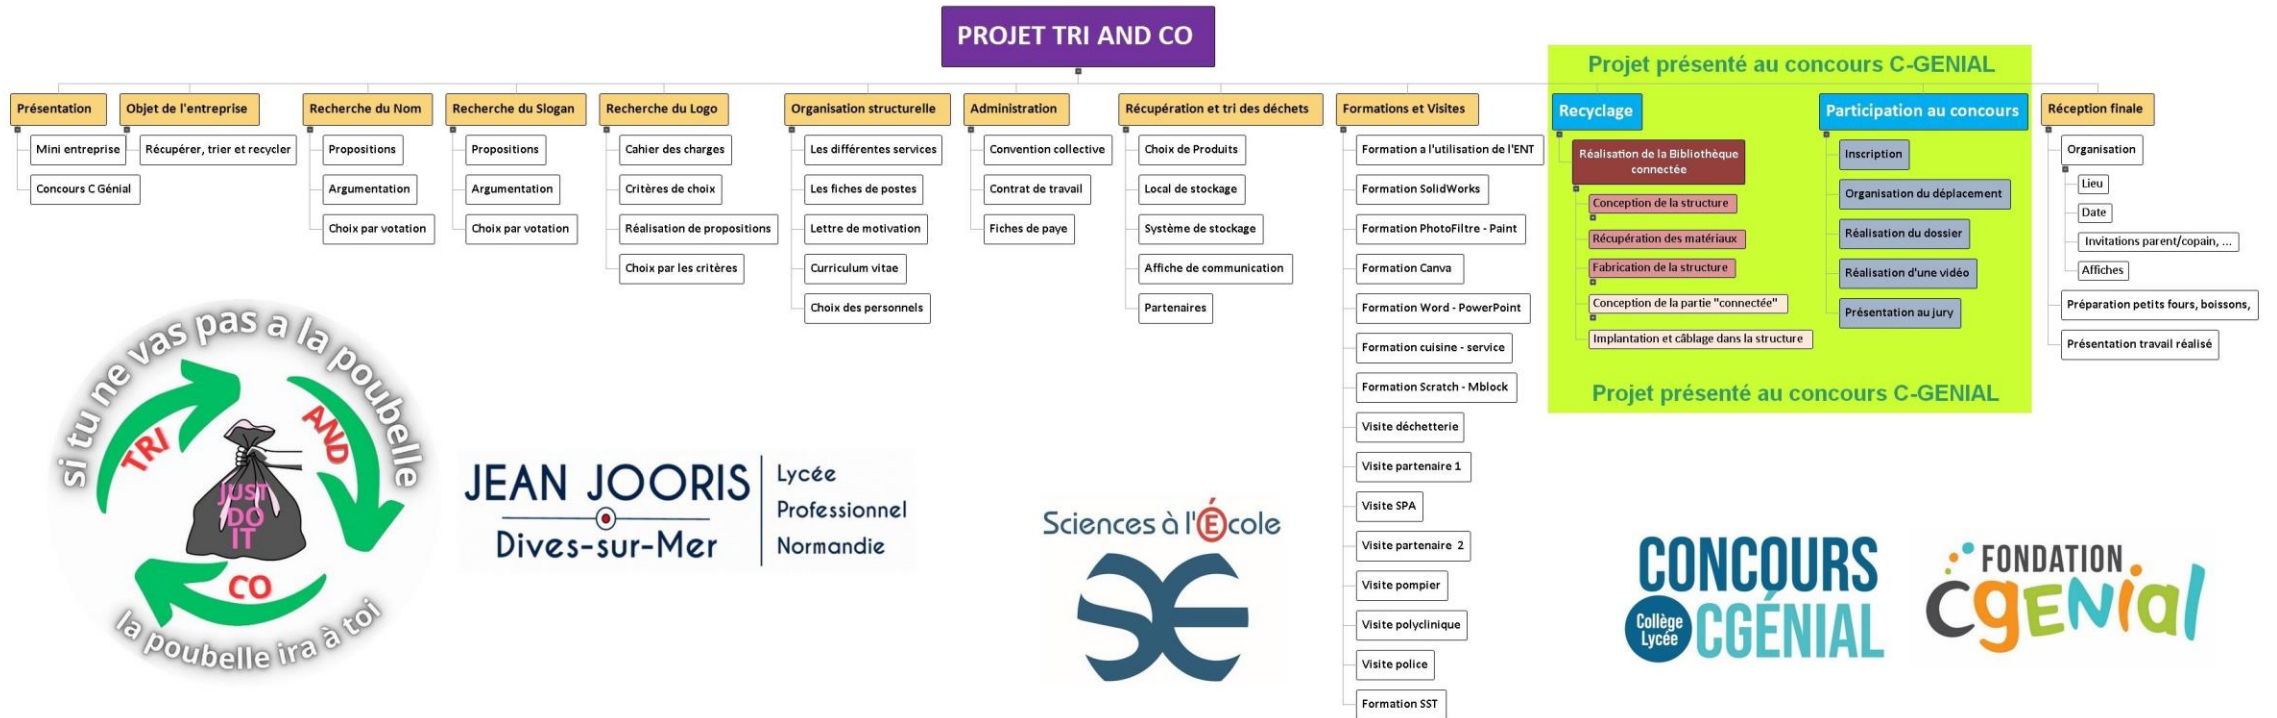 PROJET TRI AND CO
Projet présenté au concours C-GENIAL
Présentation
Mini entreprise
Concours C Génial
Objet de l'entreprise
Récupérer, trier et recycler
Recherche du Nom
Propositions
Argumentation
Choix par votation
Recherche du Slogan
Propositions
Argumentation
Choix par votation
Recherche du Logo
Cahier des charges
Critères de choix
Réalisation de propositions
Choix par les critères
Organisation structurelle
Les différentes services
Les fiches de postes
Lettre de motivation
Curriculum vitae
Choix des personnels
Administration
Convention collective
Contrat de travail
Fiches de paye
Récupération et tri des déchets
Choix de Produits
Local de stockage
Système de stockage
Affiche de communication
Partenaires
Formations et Visites
Formation a l'utilisation de l'ENT
Formation SolidWorks
Formation PhotoFiltre - Paint
Formation Canva
Formation Word - PowerPoint
Formation cuisine - service
Formation Scratch - Mblock
Visite déchetterie
Visite partenaire 1
Visite SPA
Visite partenaire 2
Visite pompier
Visite polyclinique
Visite police
Formation SST
Recyclage
Réalisation de la Bibliothèque
connectée
Conception de la structure
Récupération des matériaux
Fabrication de la structure
Conception de la partie "connectée"
Implantation et câblage dans la structure
Participation au concours
Inscription
Organisation du déplacement
Réalisation du dossier
Réalisation d'une vidéo
Présentation au jury
Projet présenté au concours C-GENIAL
Réception finale
Organisation
Lieu
Date
Invitations parent/copain, ...
Affiches
Préparation petits fours, boissons,
Présentation travail réalisé
si tu ne vas pas a la poubelle
TRI
AND
CO
JUST
DO
IT
la poubelle ira à toi
JEAN JOORIS
Dives-sur-Mer
Lycée
Professionnel
Normandie
Sciences à l'École
CONCOURS
Collège
Lycée
CGÉNIAL
FONDATION
CGENIAL